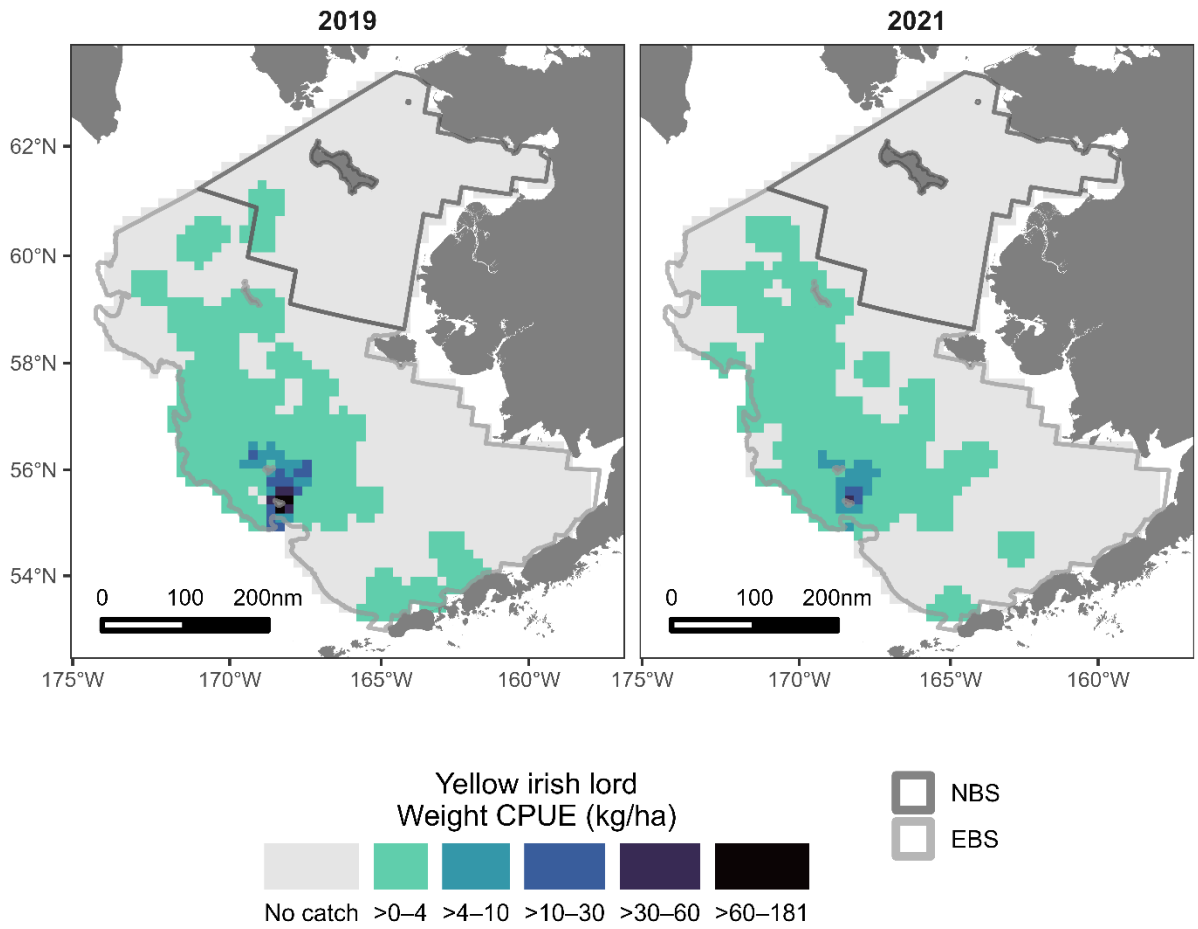 2019
2021
62°N
60°N
58°N
56°N
54°N
0 100 200nm
0 100 200nm
175°W 170°W 165°W 160°W
175°W 170°W 165°W 160°W
Yellow irish lord
Weight CPUE (kg/ha)
No catch >0–4 >4–10 >10–30 >30–60 >60–181
NBS
EBS